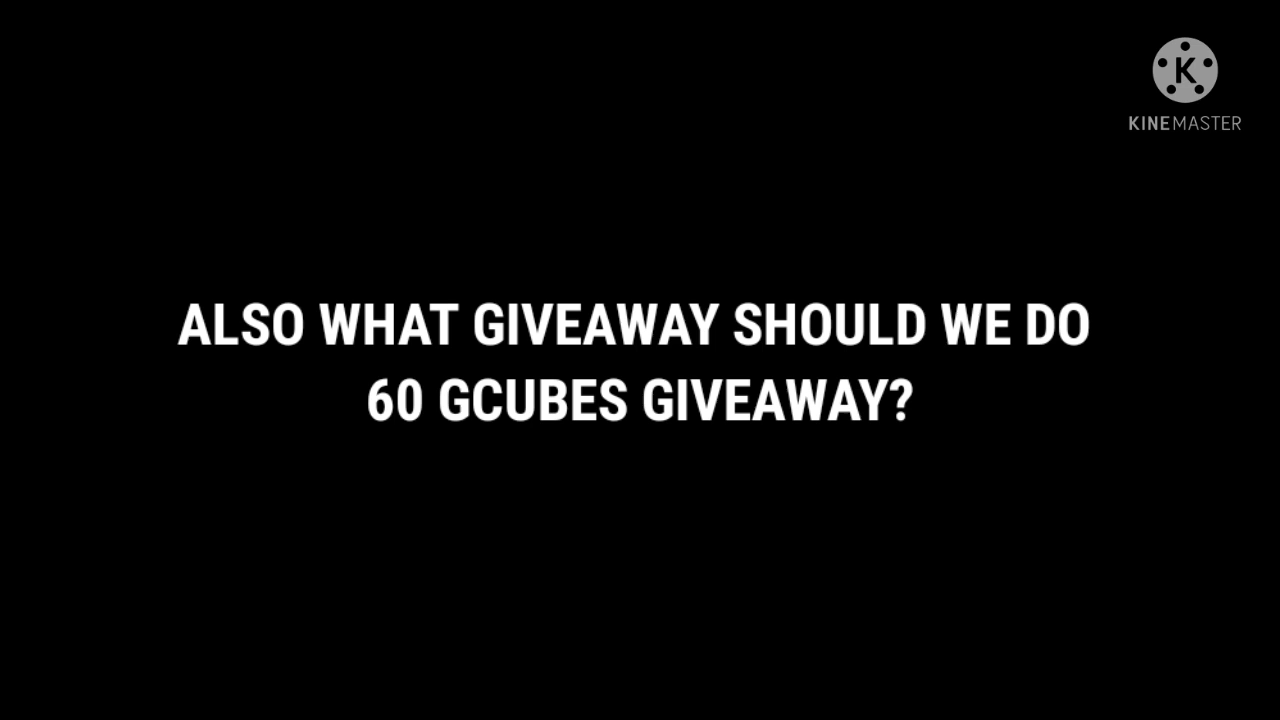 K
KINEMASTER
ALSO WHAT GIVEAWAY SHOULD WE DO
60 GCUBES GIVEAWAY?